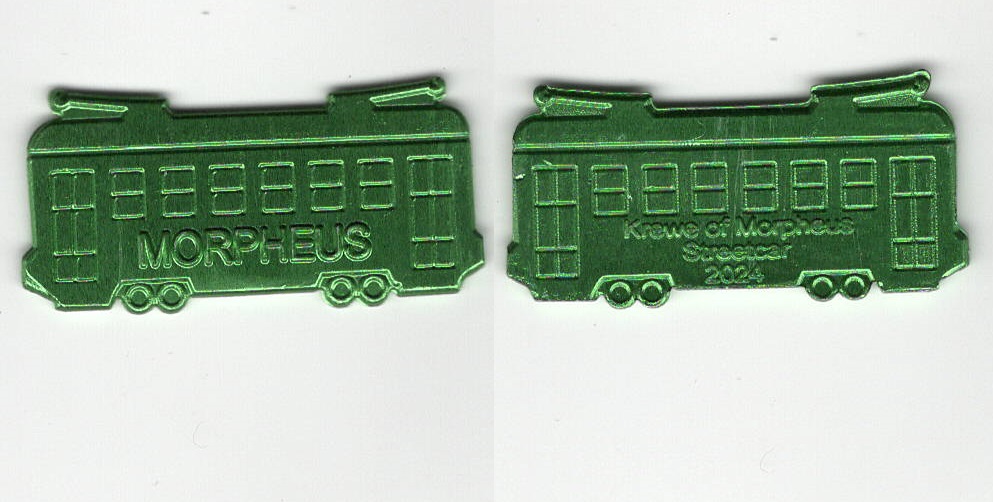 MORPHEUS
Krewe of Morpheus
Streetcar
2024